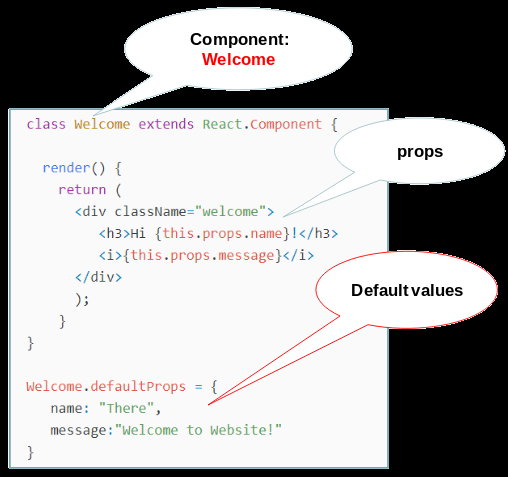 Component:
Welcome
class Welcome extends React.Component {
props
render() {
return (
<div className="welcome">
<h3>Hi {this.props.name}!</h3>
<i>{this.props.message}</i>
</div>
);
}
}
Default values
Welcome.defaultProps = {
name: "There",
message:"Welcome to Website!"
}